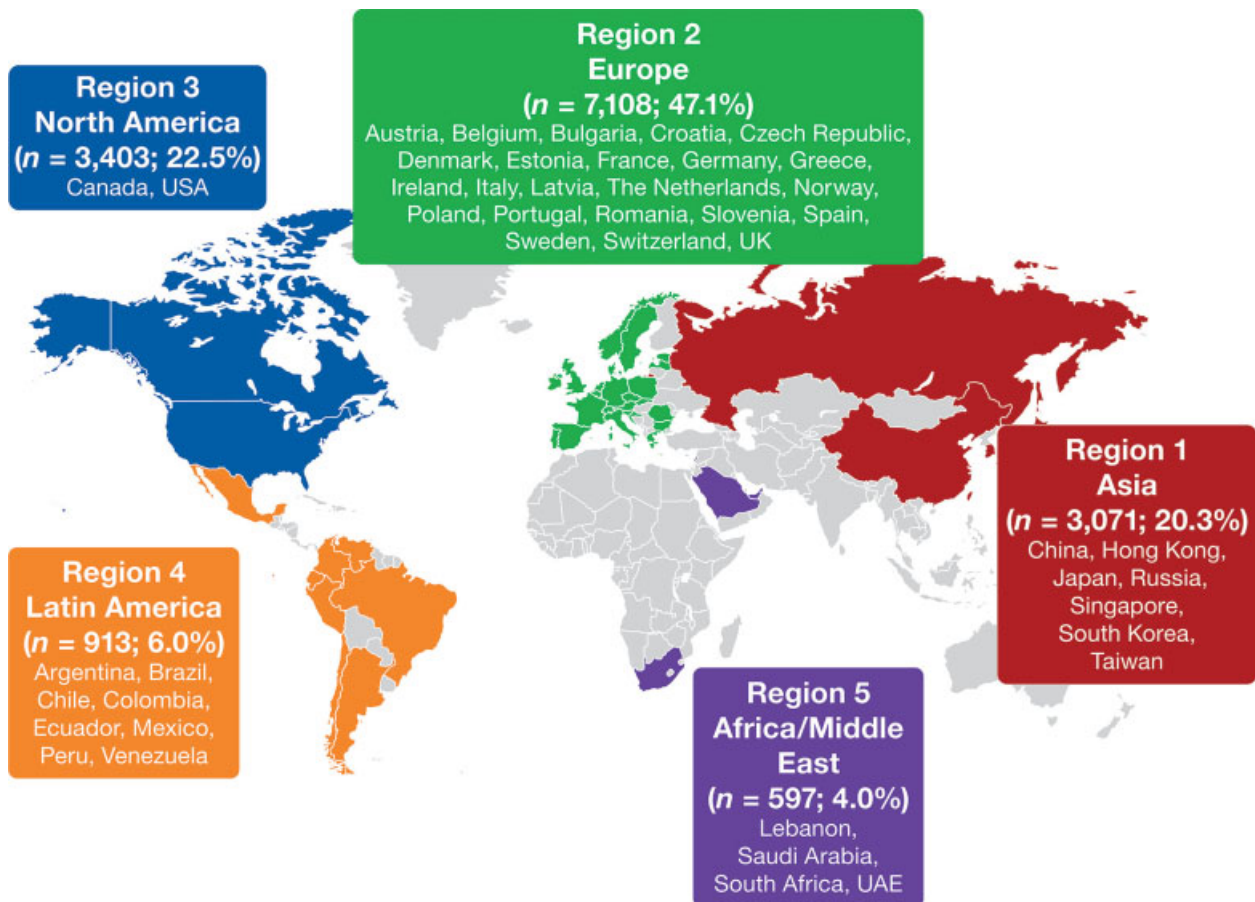 Region 2
Europe
(n = 7,108; 47.1%)
Austria, Belgium, Bulgaria, Croatia, Czech Republic,
Denmark, Estonia, France, Germany, Greece,
Ireland, Italy, Latvia, The Netherlands, Norway,
Poland, Portugal, Romania, Slovenia, Spain,
Sweden, Switzerland, UK
Region 3
North America
(n = 3,403; 22.5%)
Canada, USA
Region 1
Asia
(n = 3,071; 20.3%)
China, Hong Kong,
Japan, Russia,
Singapore,
South Korea,
Taiwan
Region 4
Latin America
(n = 913; 6.0%)
Argentina, Brazil,
Chile, Colombia,
Ecuador, Mexico,
Peru, Venezuela
Region 5
Africa/Middle
East
(n = 597; 4.0%)
Lebanon,
Saudi Arabia,
South Africa, UAE